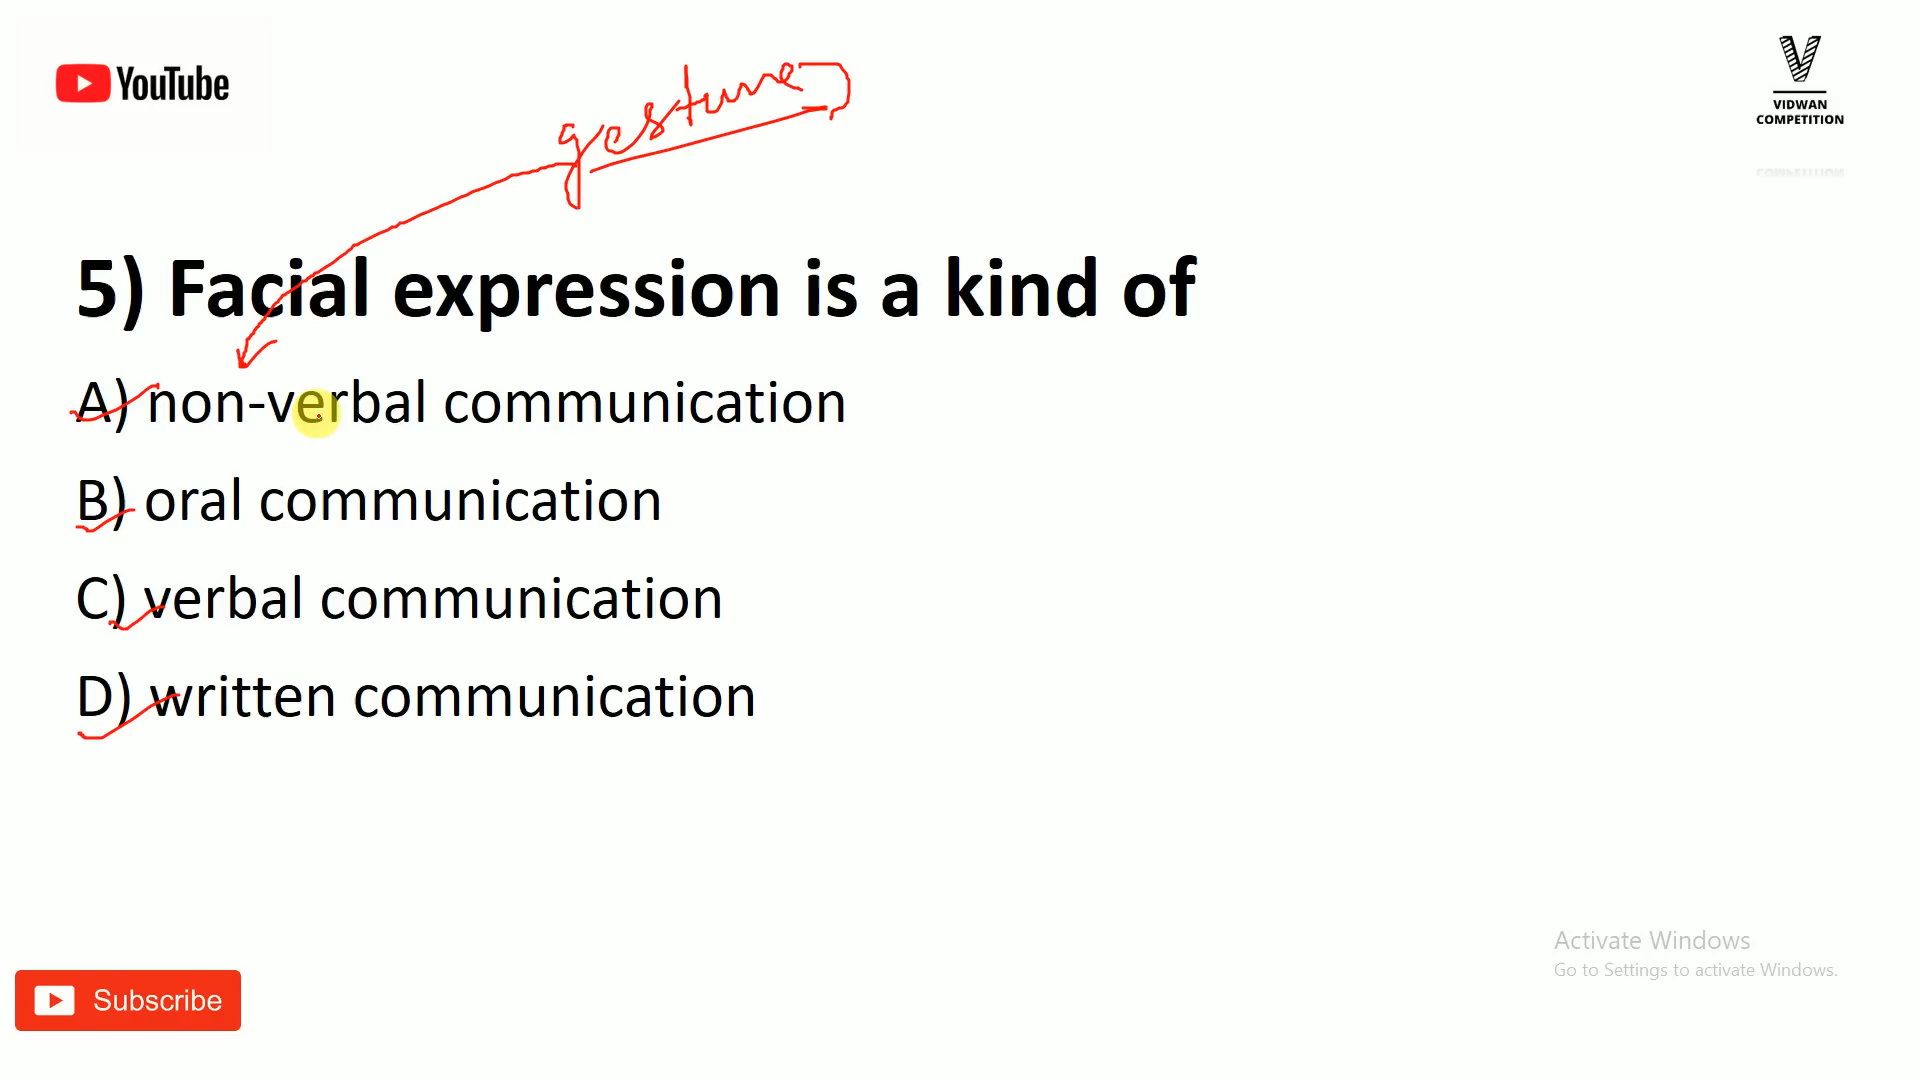 YouTube
gesture
V
VIDWAN
COMPETITION
5) Facial expression is a kind of
A) non-verbal communication
B) oral communication
C) verbal communication
D) written communication
Activate Windows
Go to Settings to activate Windows.
Subscribe